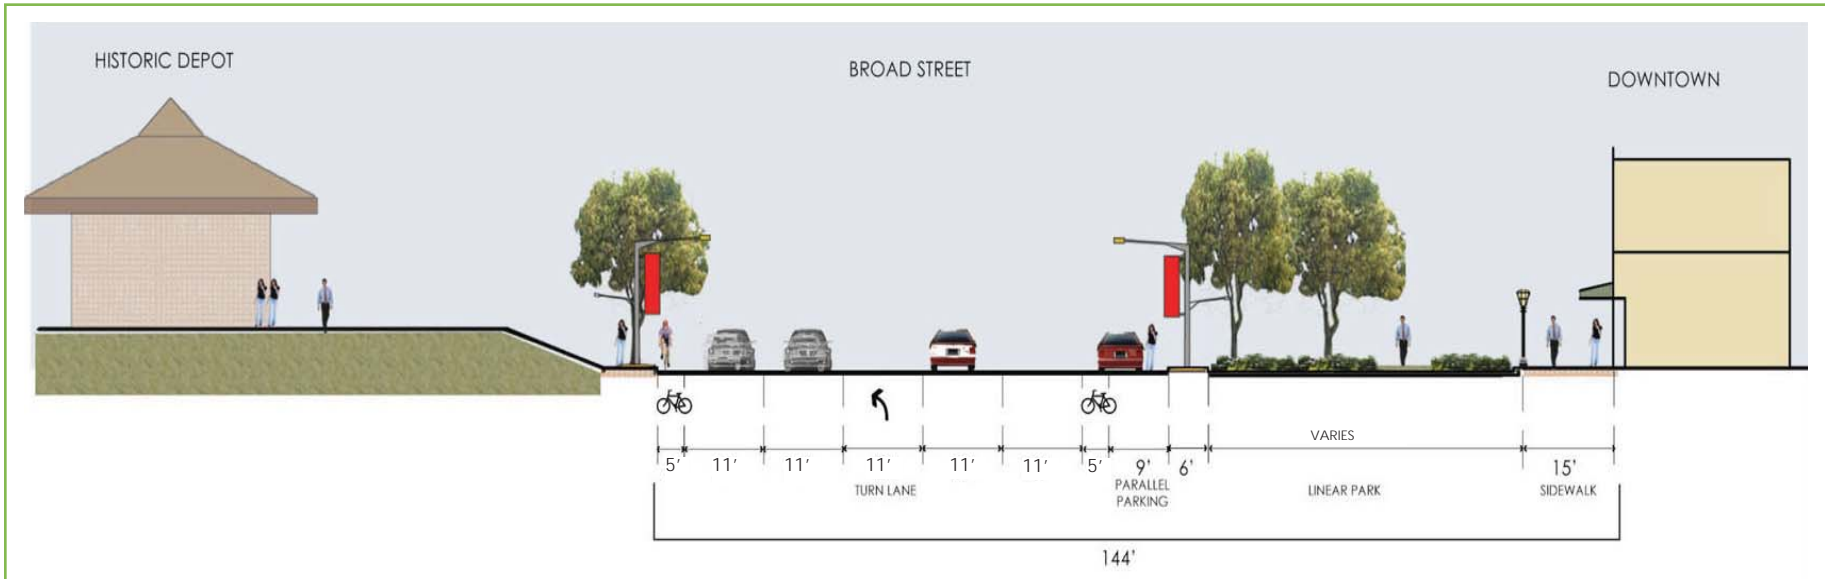 HISTORIC DEPOT
BROAD STREET
DOWNTOWN
VARIES
5' 11' 11' 11' 11' 11' 5' 9' 6' 15'
TURN LANE
PARALLEL
PARKING
LINEAR PARK
SIDEWALK
144'